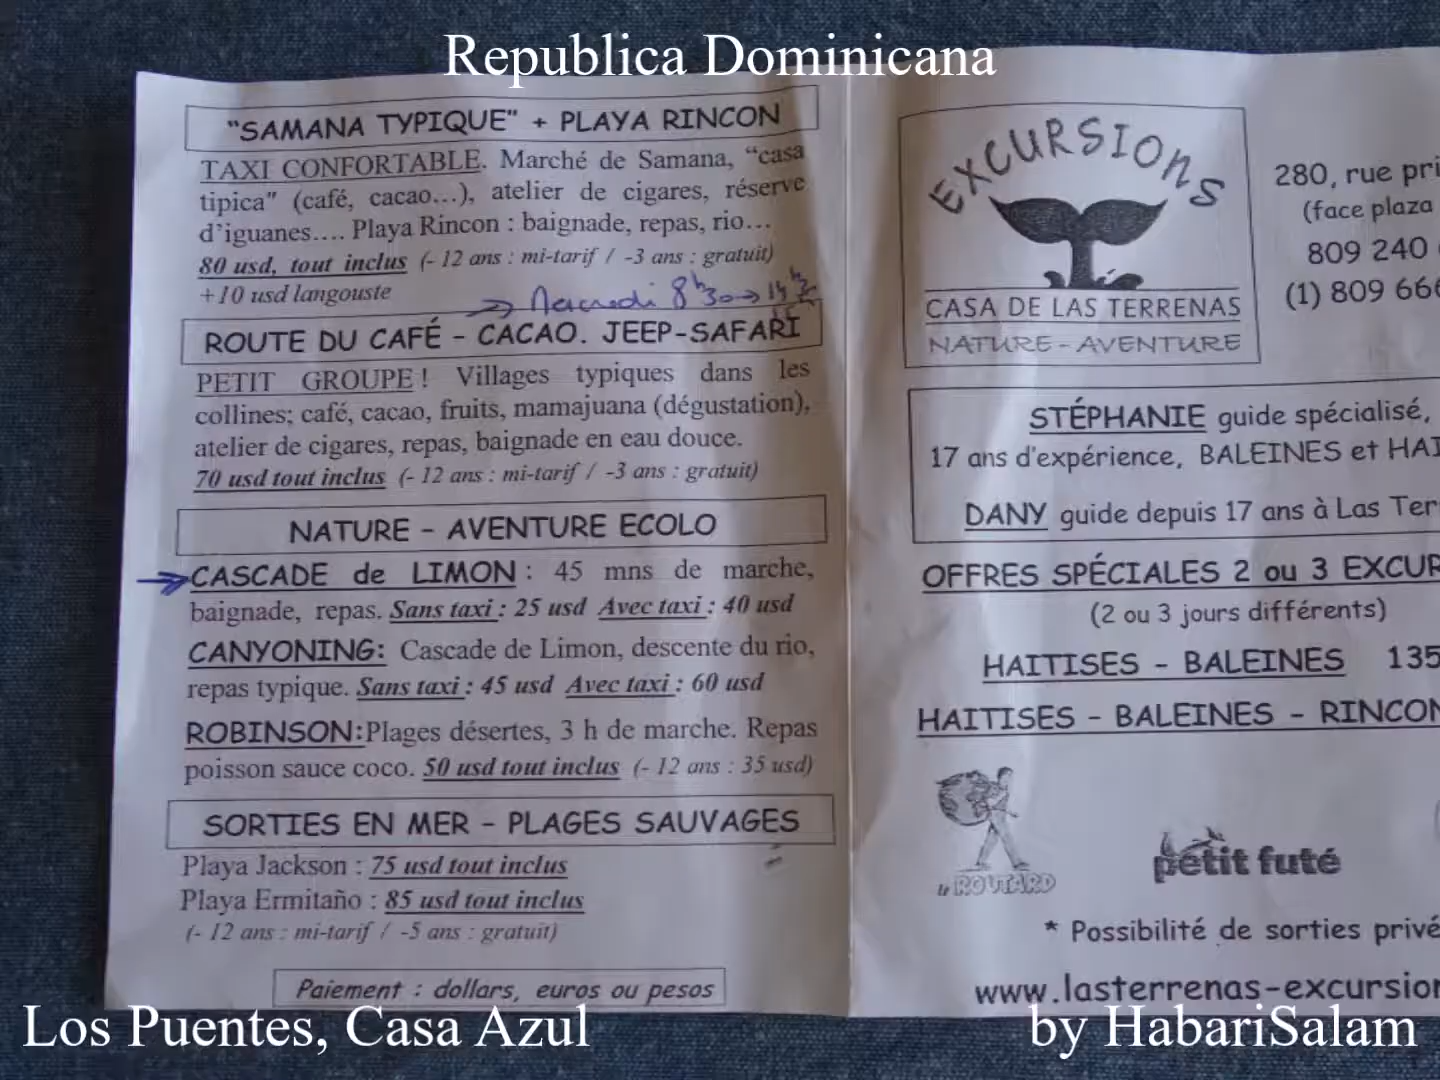 Republica Dominicana
"SAMANA TYPIQUE" + PLAYA RINCON
TAXI CONFORTABLE. Marché de Samana, "casa
tipica" (café, cacao...), atelier de cigares, réserve
d'iguanes.... Playa Rincon : baignade, repas, rio...
80 usd, tout inclus (- 12 ans : mi-tarif / -3 ans : gratuit)
+10 usd langouste
→ Mercredi 8h30 →
ROUTE DU CAFÉ - CACAO. JEEP-SAFARI
PETIT GROUPE ! Villages typiques dans les
collines; café, cacao, fruits, mamajuana (dégustation),
atelier de cigares, repas, baignade en eau douce.
70 usd tout inclus (- 12 ans : mi-tarif / -3 ans : gratuit)
NATURE - AVENTURE ECOLO
CASCADE de LIMON : 45 mns de marche,
baignade, repas. Sans taxi : 25 usd Avec taxi : 40 usd
CANYONING: Cascade de Limon, descente du rio,
repas typique. Sans taxi : 45 usd Avec taxi : 60 usd
ROBINSON:Plages désertes, 3 h de marche. Repas
poisson sauce coco. 50 usd tout inclus (- 12 ans : 35 usd)
SORTIES EN MER - PLAGES SAUVAGES
Playa Jackson : 75 usd tout inclus
Playa Ermitaño : 85 usd tout inclus
(- 12 ans : mi-tarif / -5 ans : gratuit)
Paiement : dollars, euros ou pesos
EXCURSIONS
CASA DE LAS TERRENAS
NATURE - AVENTURE
280, rue pri
(face plaza
809 240
(1) 809 666
STÉPHANIE guide spécialisé,
17 ans d'expérience, BALEINES et HAI
DANY guide depuis 17 ans à Las Ter
OFFRES SPÉCIALES 2 ou 3 EXCUR
(2 ou 3 jours différents)
HAITISES - BALEINES 135
HAITISES - BALEINES - RINCON
le ROUTARD
petit futé
* Possibilité de sorties privé
www.lasterrenas-excursion
Los Puentes, Casa Azul
by HabariSalam